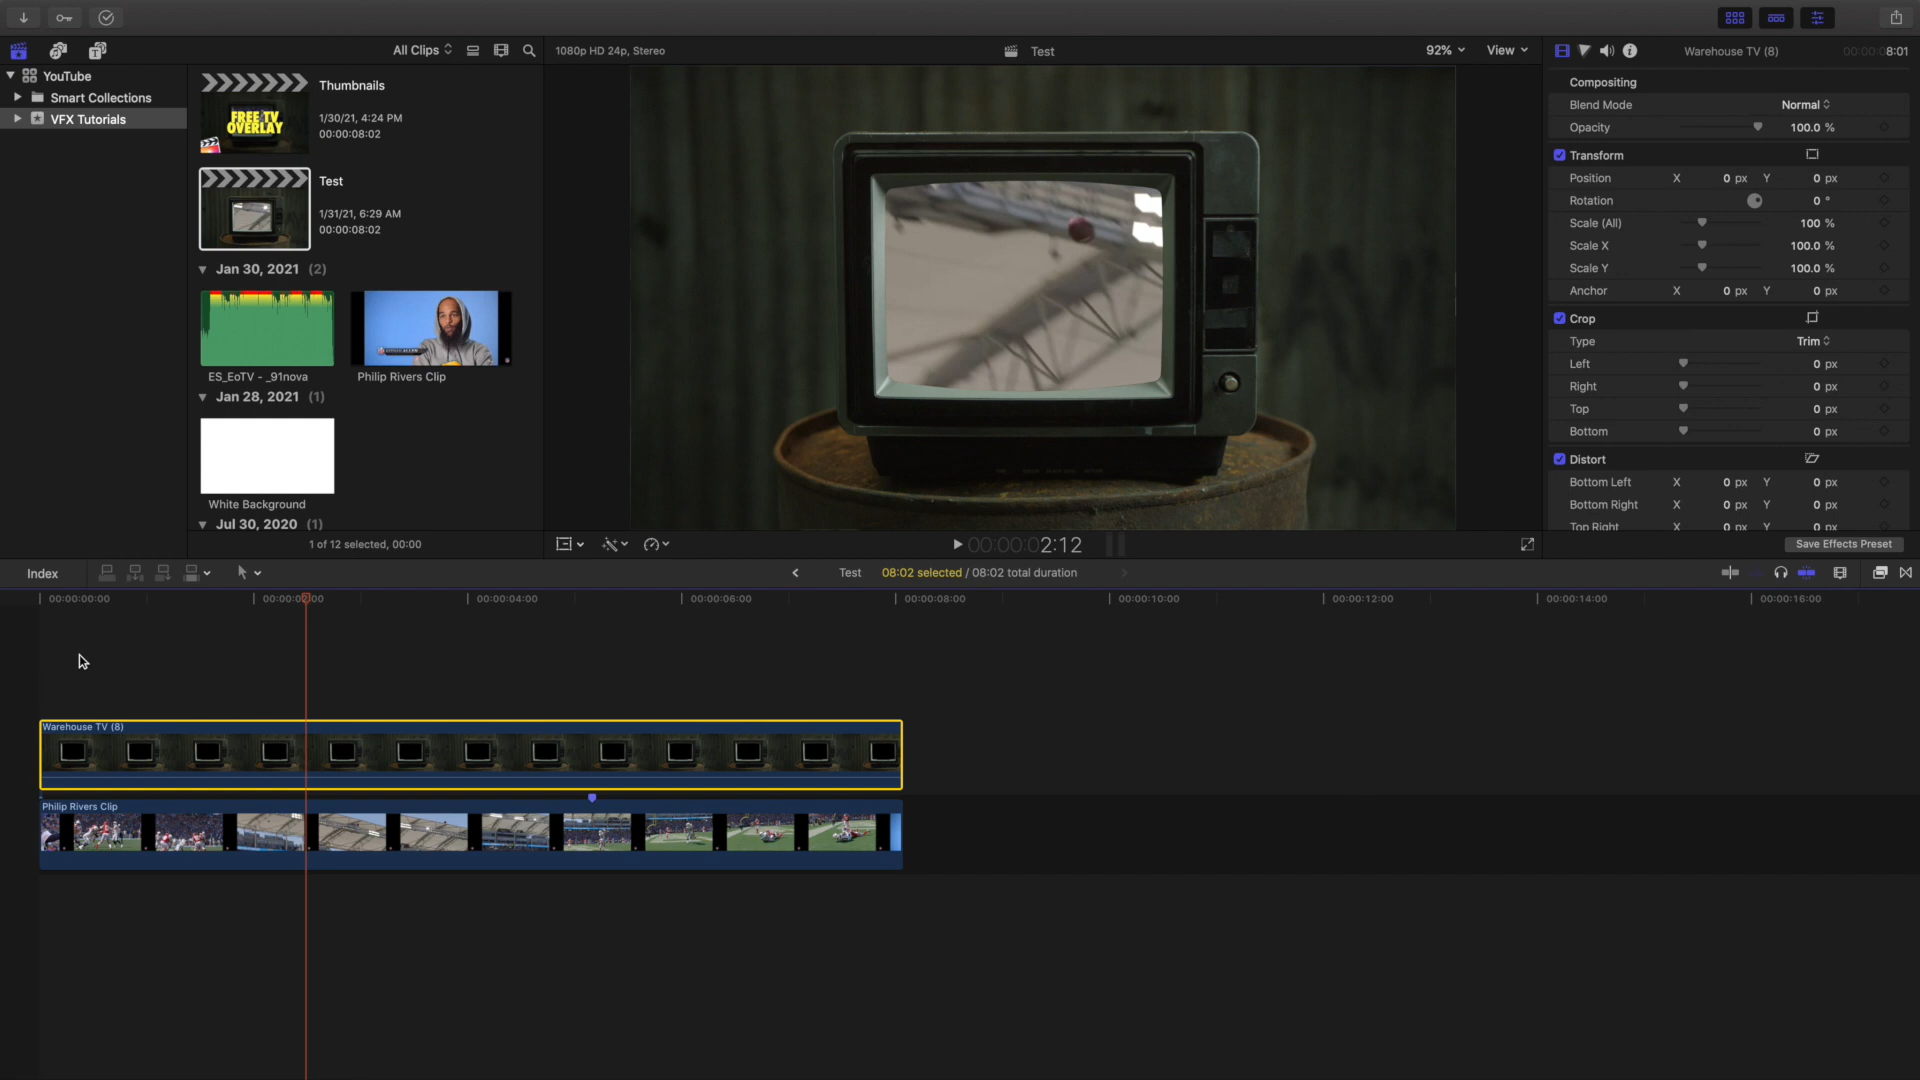 All Clips
1080p HD 24p, Stereo
Test
92%
View
Warehouse TV (8)
00:00:08:01
YouTube
Smart Collections
VFX Tutorials
FREE TV
OVERLAY
Thumbnails
1/30/21, 4:24 PM
00:00:08:02
Test
1/31/21, 6:29 AM
00:00:08:02
Jan 30, 2021 (2)
ES_EoTV - _91nova
Philip Rivers Clip
Jan 28, 2021 (1)
White Background
Jul 30, 2020 (1)
1 of 12 selected, 00:00
00:00:02:12
Compositing
Blend Mode Normal
Opacity 100.0 %
Transform
Position X 0 px Y 0 px
Rotation 0 °
Scale (All) 100 %
Scale X 100.0 %
Scale Y 100.0 %
Anchor X 0 px Y 0 px
Crop
Type Trim
Left 0 px
Right 0 px
Top 0 px
Bottom 0 px
Distort
Bottom Left X 0 px Y 0 px
Bottom Right X 0 px Y 0 px
Top Right X 0 px Y 0 px
Save Effects Preset
Index
Test 08:02 selected / 08:02 total duration
00:00:00:00 00:00:02:00 00:00:04:00 00:00:06:00 00:00:08:00 00:00:10:00 00:00:12:00 00:00:14:00 00:00:16:00
Warehouse TV (8)
Philip Rivers Clip